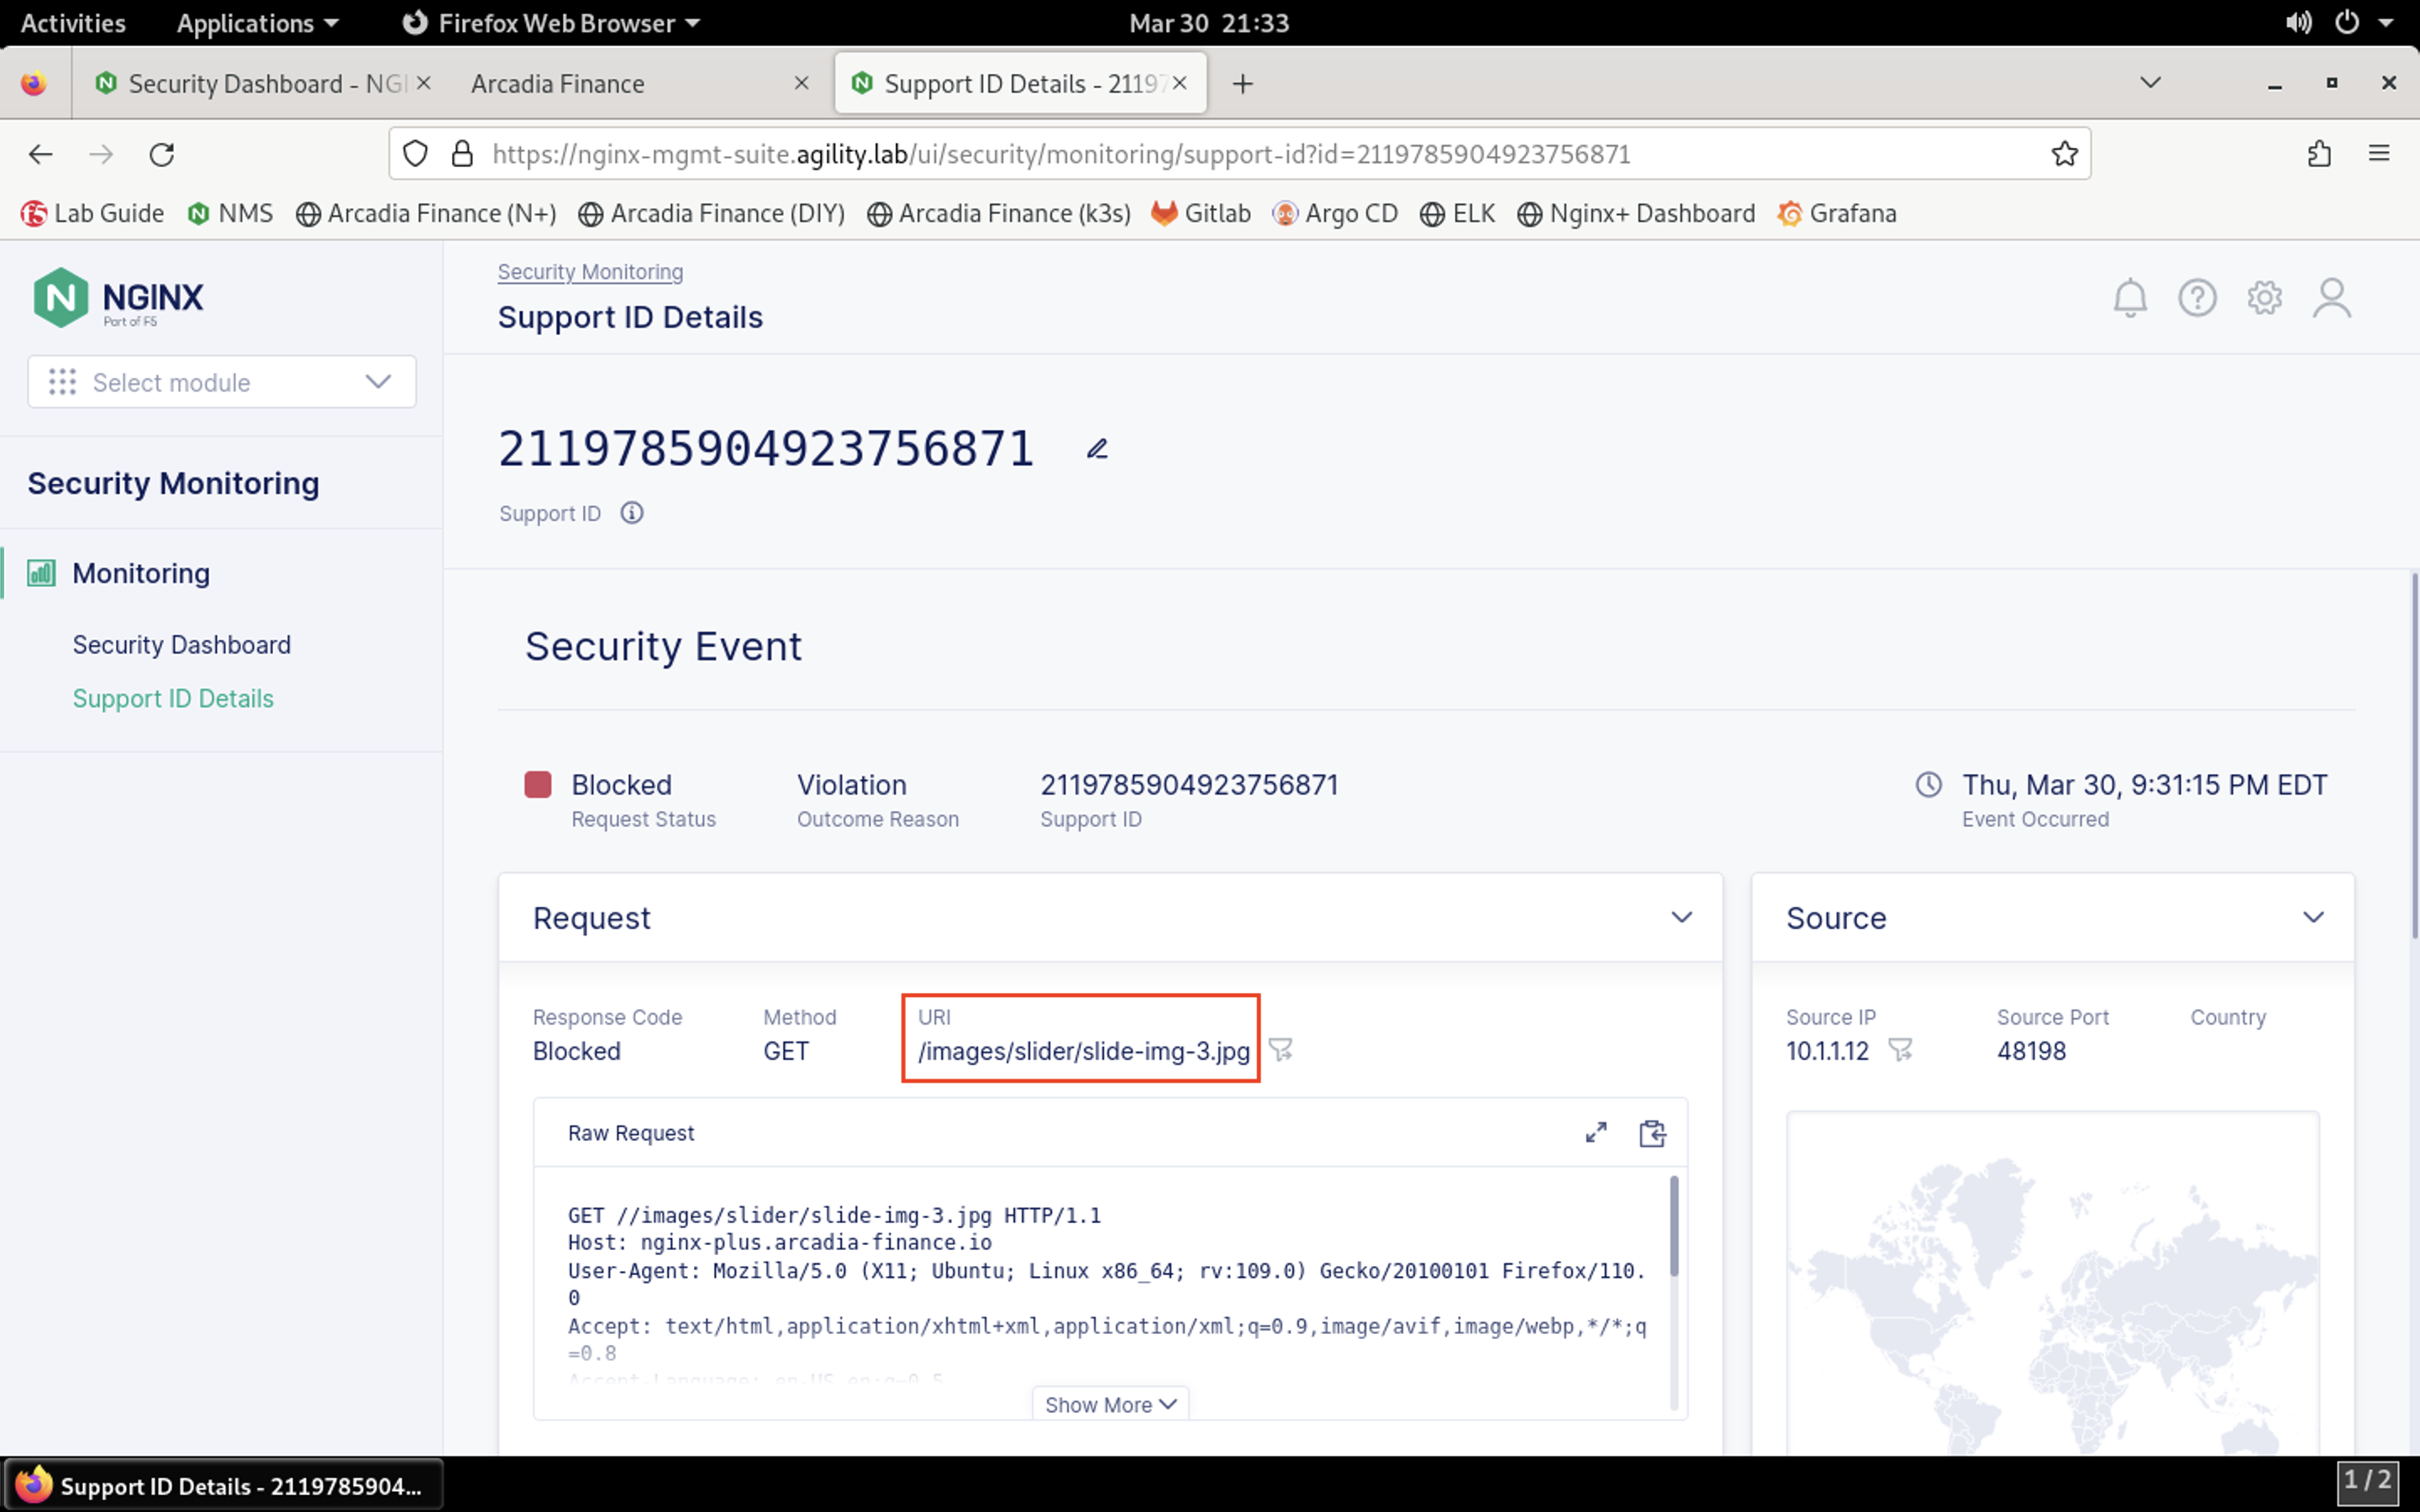 Activities Applications Firefox Web Browser Mar 30 21:33
Security Dashboard - NGI Arcadia Finance Support ID Details - 21197
https://nginx-mgmt-suite.agility.lab/ui/security/monitoring/support-id?id=2119785904923756871
Lab Guide NMS Arcadia Finance (N+) Arcadia Finance (DIY) Arcadia Finance (k3s) Gitlab Argo CD ELK Nginx+ Dashboard Grafana
NGINX
Part of F5
Select module
Security Monitoring
Monitoring
Security Dashboard
Support ID Details
Security Monitoring
Support ID Details
2119785904923756871
Support ID
Security Event
Blocked Violation 2119785904923756871 Thu, Mar 30, 9:31:15 PM EDT
Request Status Outcome Reason Support ID Event Occurred
Request
Response Code Method URI
Blocked GET /images/slider/slide-img-3.jpg
Raw Request
GET //images/slider/slide-img-3.jpg HTTP/1.1
Host: nginx-plus.arcadia-finance.io
User-Agent: Mozilla/5.0 (X11; Ubuntu; Linux x86_64; rv:109.0) Gecko/20100101 Firefox/110.
0
Accept: text/html,application/xhtml+xml,application/xml;q=0.9,image/avif,image/webp,*/*;q
=0.8
Accept-Language: en-US,en;q=0.5
Show More
Source
Source IP Source Port Country
10.1.1.12 48198
Support ID Details - 2119785904...
1 / 2